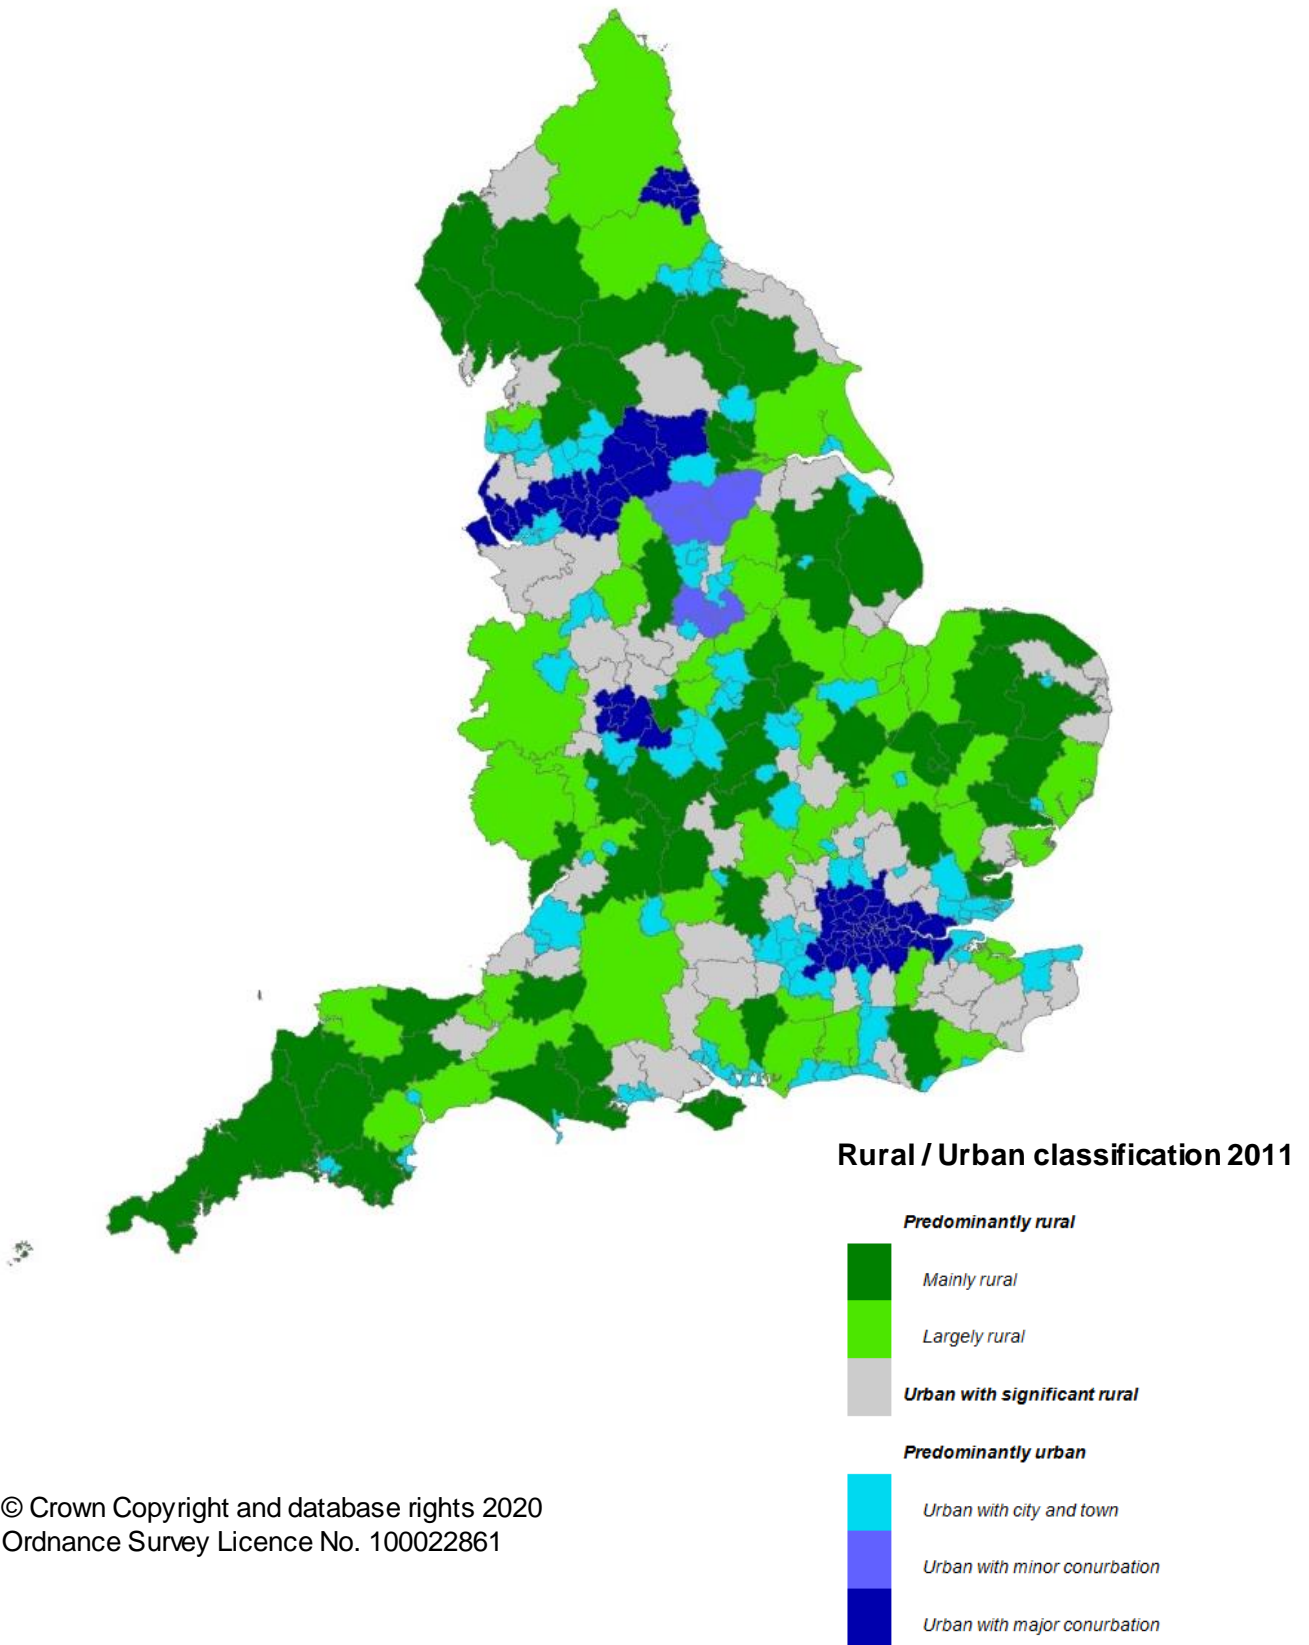 Rural / Urban classification 2011
Predominantly rural
Mainly rural
Largely rural
Urban with significant rural
Predominantly urban
Urban with city and town
Urban with minor conurbation
Urban with major conurbation
© Crown Copyright and database rights 2020
Ordnance Survey Licence No. 100022861